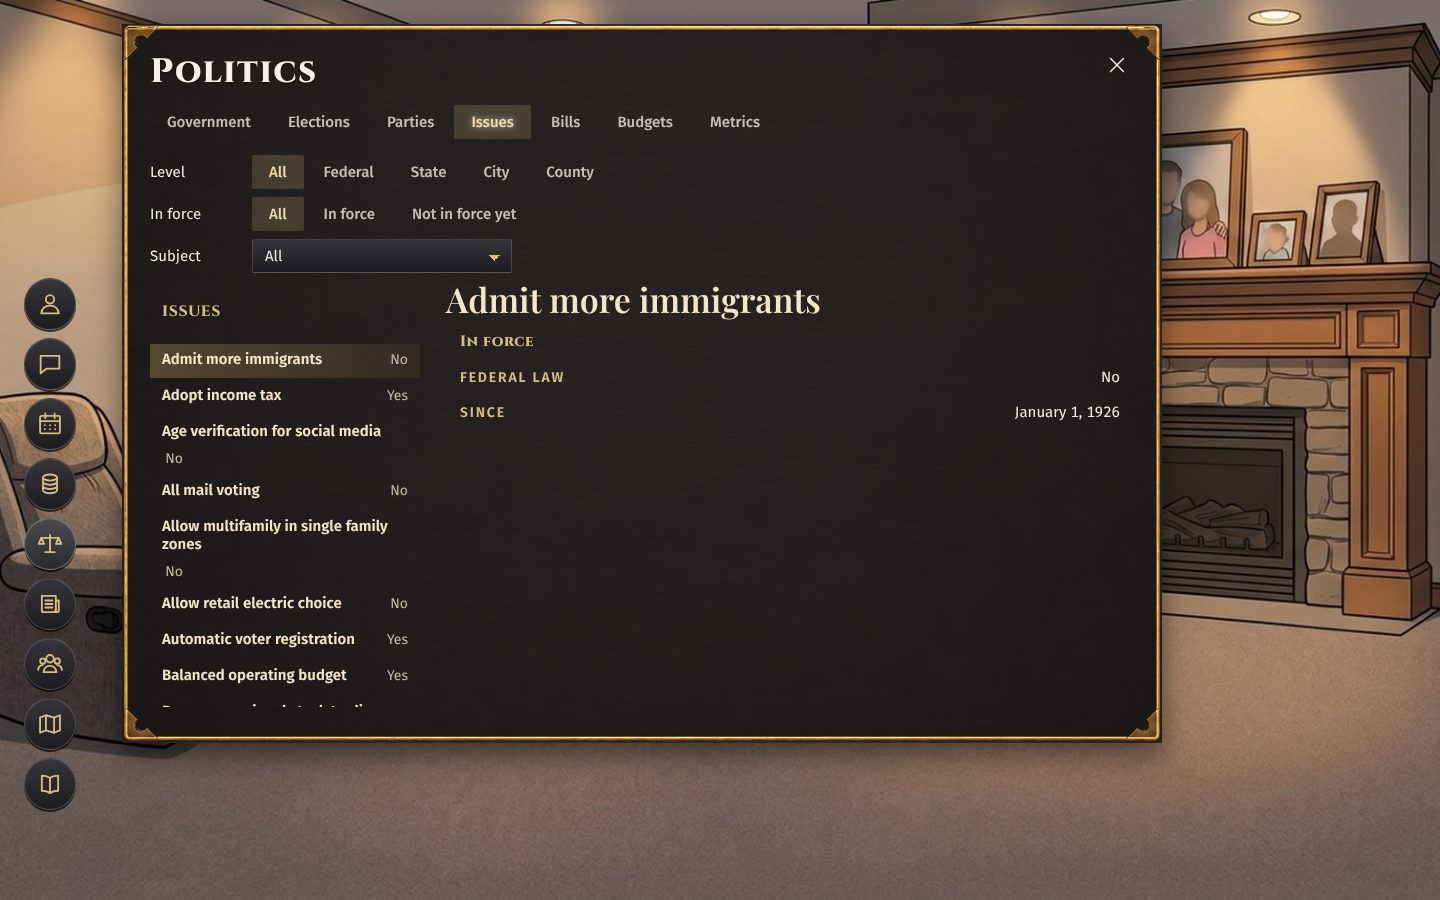 Politics
Government Elections Parties Issues Bills Budgets Metrics
Level All Federal State City County
In force All In force Not in force yet
Subject All
ISSUES
Admit more immigrants No
Adopt income tax Yes
Age verification for social media
No
All mail voting No
Allow multifamily in single family
zones
No
Allow retail electric choice No
Automatic voter registration Yes
Balanced operating budget Yes
Admit more immigrants
In force
FEDERAL LAW No
SINCE January 1, 1926